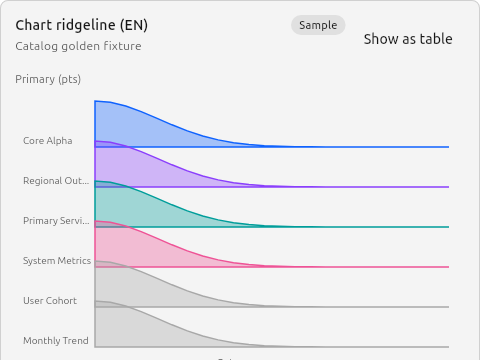 Chart ridgeline (EN)
Sample
Show as table
Catalog golden fixture
Primary (pts)
Core Alpha
Regional Out...
Primary Servi...
System Metrics
User Cohort
Monthly Trend